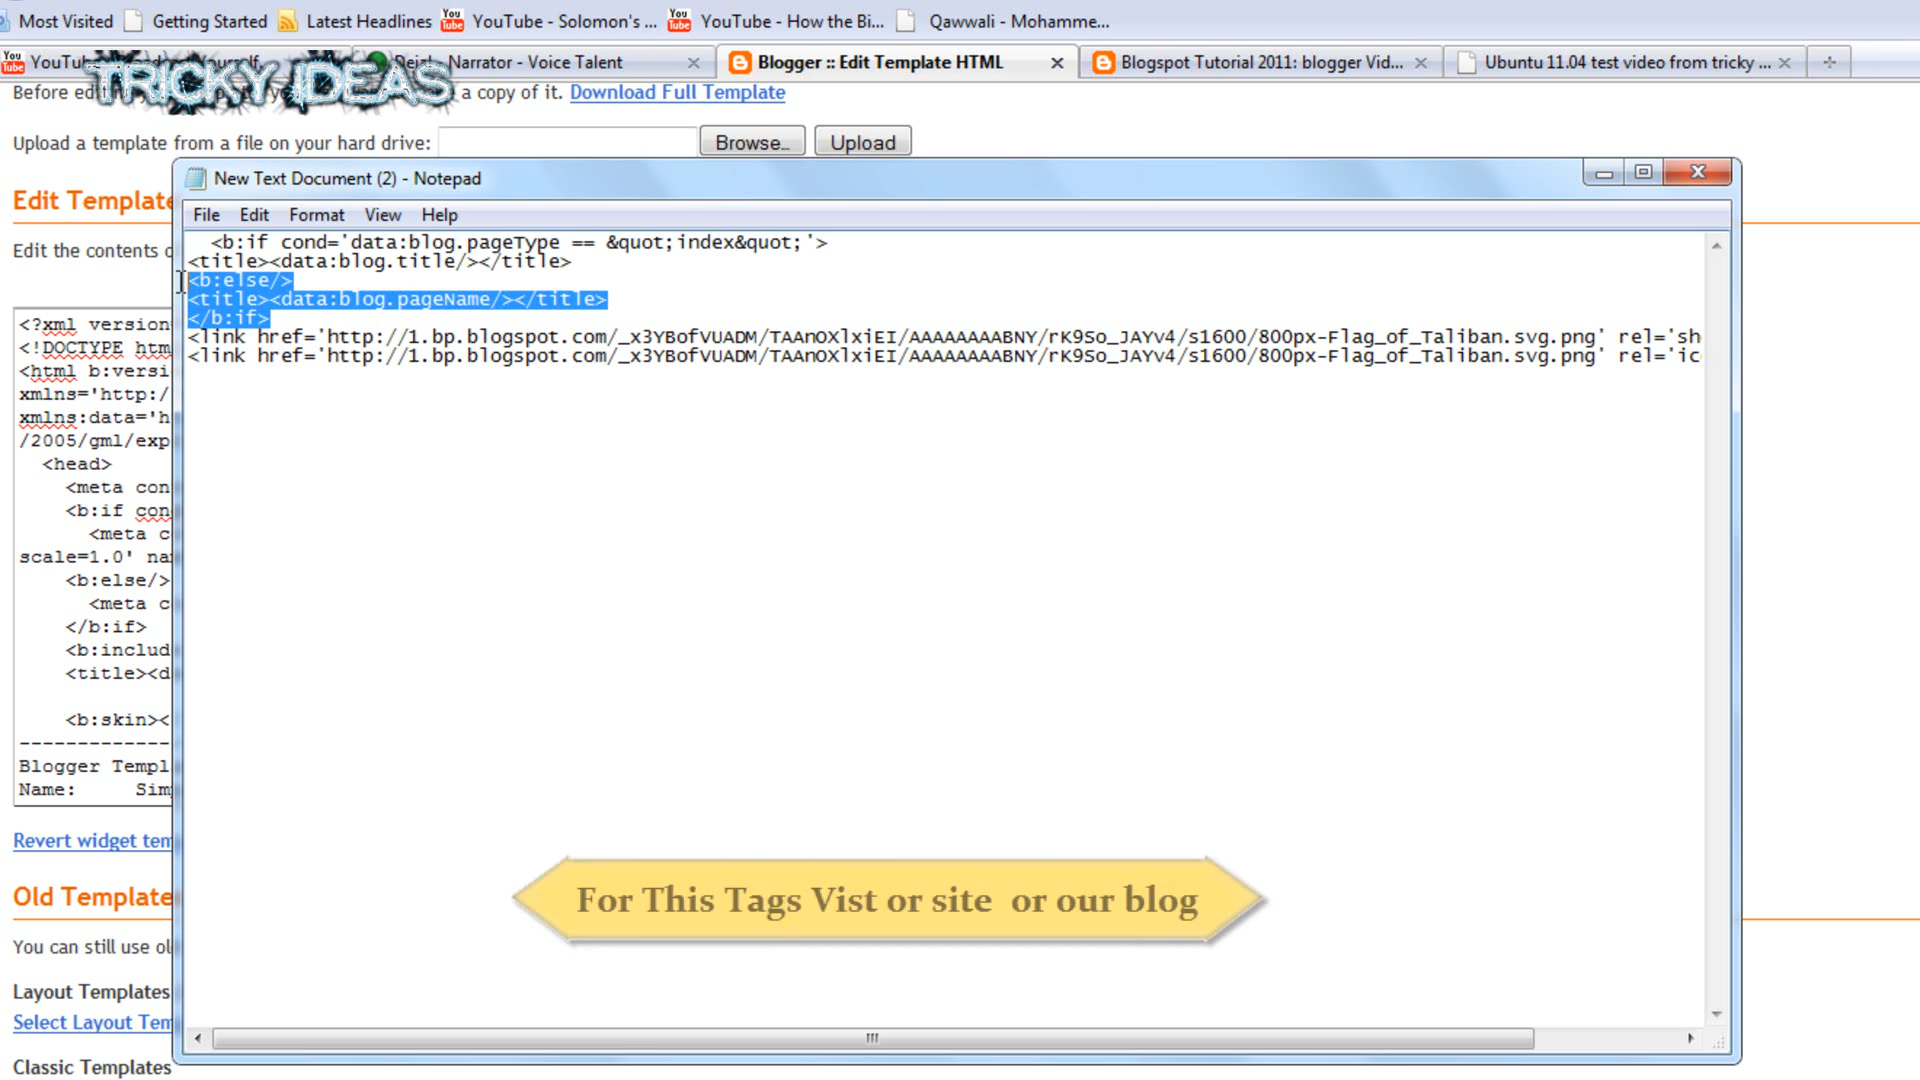 Most Visited Getting Started Latest Headlines YouTube - Solomon's ... YouTube - How the Bi... Qawwali - Mohamme...
Narrator - Voice Talent Blogger :: Edit Template HTML Blogspot Tutorial 2011: blogger Vid... Ubuntu 11.04 test video from tricky ...
TRICKY IDEAS
a copy of it. Download Full Template
Upload a template from a file on your hard drive: Browse... Upload
New Text Document (2) - Notepad
Edit Template
File Edit Format View Help
Edit the contents
<b:if cond='data:blog.pageType == &quot;index&quot;'>
<title><data:blog.title/></title>
<b:else/>
<title><data:blog.pageName/></title>
</b:if>
<link href='http://1.bp.blogspot.com/_x3YBofVUADM/TAAnOXlxiEI/AAAAAAAABNY/rK9So_JAYv4/s1600/800px-Flag_of_Taliban.svg.png' rel='sh
<link href='http://1.bp.blogspot.com/_x3YBofVUADM/TAAnOXlxiEI/AAAAAAAABNY/rK9So_JAYv4/s1600/800px-Flag_of_Taliban.svg.png' rel='ic
<?xml version
<!DOCTYPE htm
<html b:versi
xmlns='http:/
xmlns:data='h
/2005/gml/exp
<head>
<meta con
<b:if con
<meta c
scale=1.0' na
<b:else/>
<meta c
</b:if>
<b:includ
<title><d
<b:skin><
Blogger Templ
Name: Sim
Revert widget tem
For This Tags Vist or site or our blog
Old Template
You can still use ol
Layout Templates
Select Layout Tem
Classic Templates